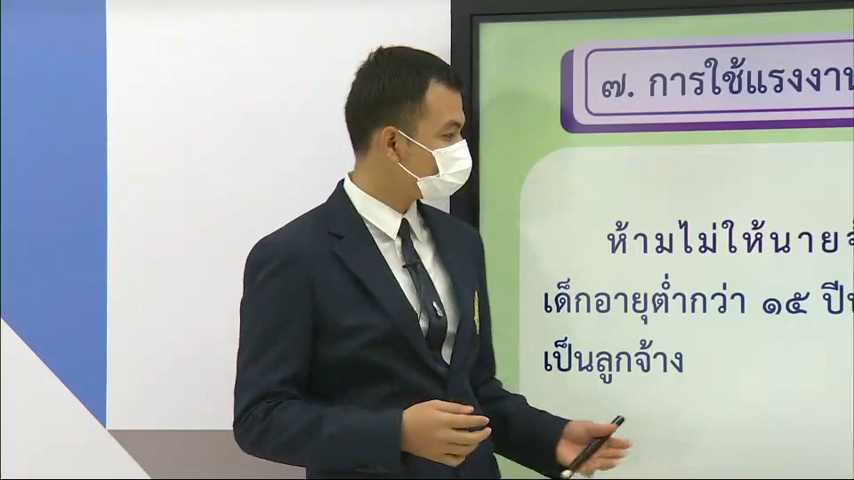 ๗. การใช้แรงงาน
ห้ามไม่ให้นาย
เด็กอายุต่ำกว่า ๑๕ ปี
เป็นลูกจ้าง